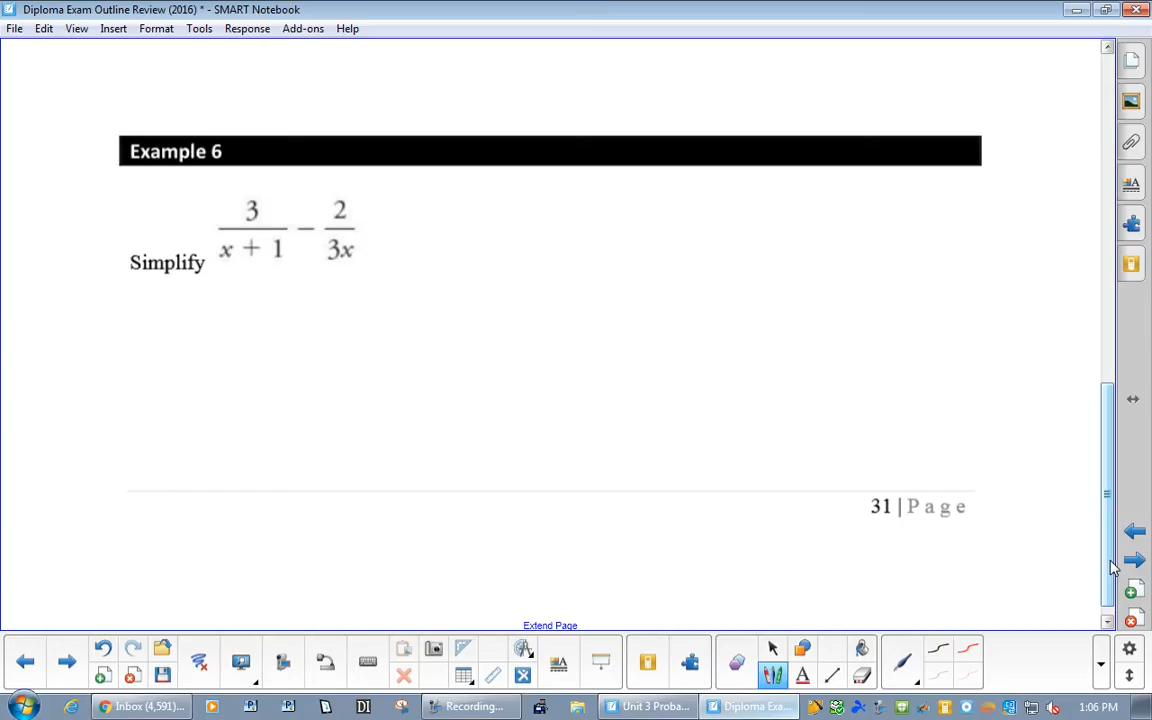 Diploma Exam Outline Review (2016) * - SMART Notebook
File Edit View Insert Format Tools Response Add-ons Help
Example 6
Simplify 3/(x + 1) − 2/(3x)
31 | P a g e
Extend Page
Inbox (4,591)... Recording... Unit 3 Proba... Diploma Exa... 1:06 PM